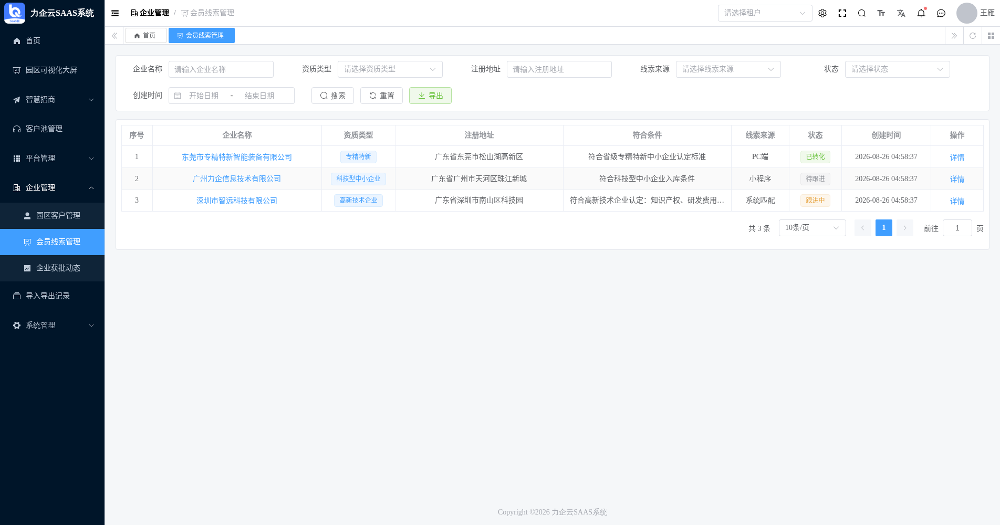 力企云SAAS系统
首页
园区可视化大屏
智慧招商
客户池管理
平台管理
企业管理
园区客户管理
会员线索管理
企业获批动态
导入导出记录
系统管理
企业管理 / 会员线索管理
请选择租户
王雁
首页 会员线索管理
企业名称 请输入企业名称 资质类型 请选择资质类型 注册地址 请输入注册地址 线索来源 请选择线索来源 状态 请选择状态
创建时间 开始日期 - 结束日期 搜索 重置 导出
序号 企业名称 资质类型 注册地址 符合条件 线索来源 状态 创建时间 操作
1 东莞市专精特新智能装备有限公司 专精特新 广东省东莞市松山湖高新区 符合省级专精特新中小企业认定标准 PC端 已转化 2026-08-26 04:58:37 详情
2 广州力企信息技术有限公司 科技型中小企业 广东省广州市天河区珠江新城 符合科技型中小企业入库条件 小程序 待跟进 2026-08-26 04:58:37 详情
3 深圳市智远科技有限公司 高新技术企业 广东省深圳市南山区科技园 符合高新技术企业认定：知识产权、研发费用... 系统匹配 跟进中 2026-08-26 04:58:37 详情
共 3 条 10条/页 1 前往 1 页
Copyright ©2026 力企云SAAS系统